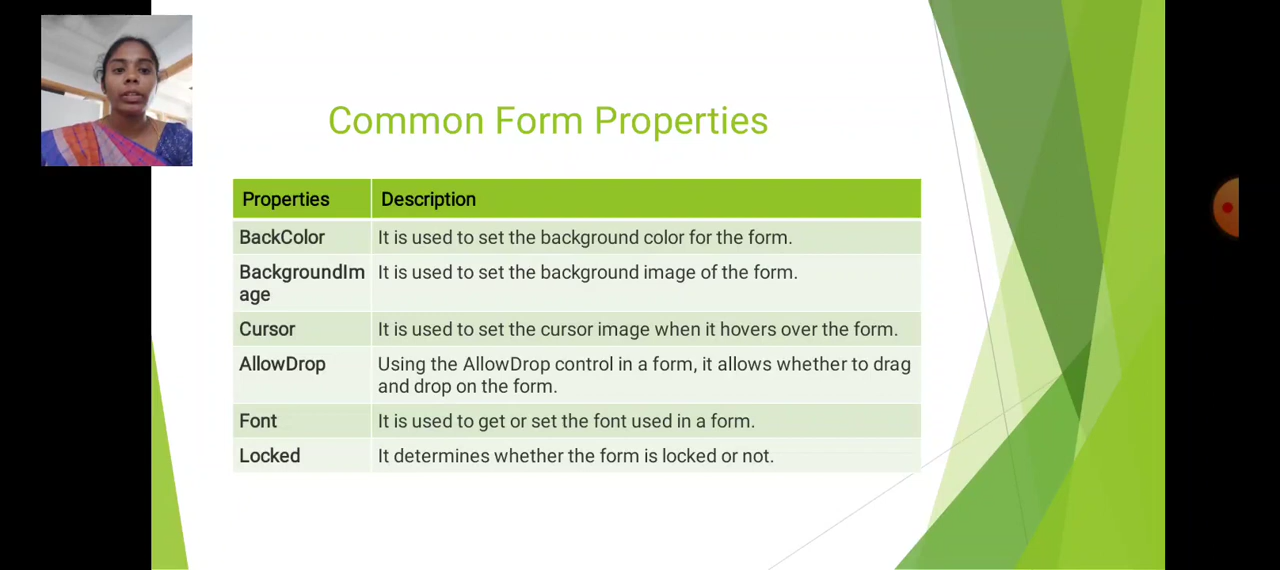 Common Form Properties
Properties Description
BackColor It is used to set the background color for the form.
BackgroundIm It is used to set the background image of the form.
age
Cursor It is used to set the cursor image when it hovers over the form.
AllowDrop Using the AllowDrop control in a form, it allows whether to drag
and drop on the form.
Font It is used to get or set the font used in a form.
Locked It determines whether the form is locked or not.